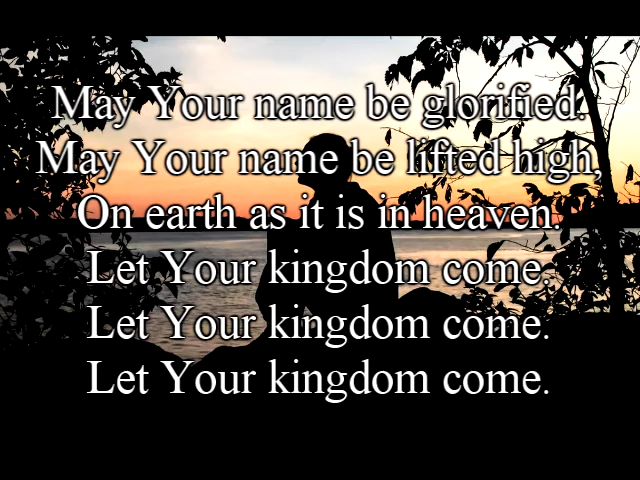 May Your name be glorified.
May Your name be lifted high,
On earth as it is in heaven.
Let Your kingdom come.
Let Your kingdom come.
Let Your kingdom come.